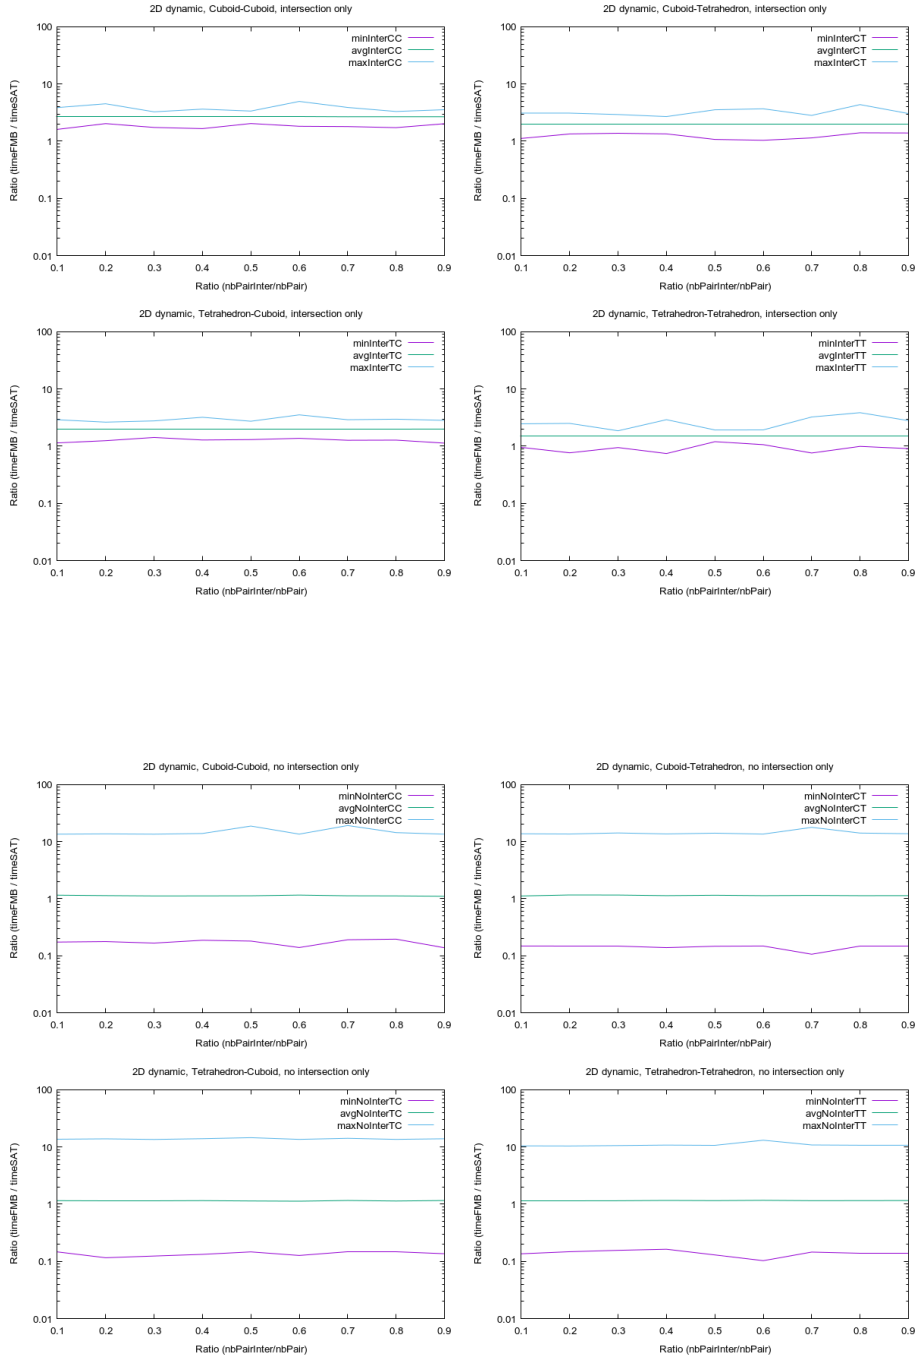 2D dynamic, Cuboid-Cuboid, intersection only
100
10
1
0.1
0.01
Ratio (timeFMB / timeSAT)
minInterCC
avgInterCC
maxInterCC
0.1 0.2 0.3 0.4 0.5 0.6 0.7 0.8 0.9
Ratio (nbPairInter/nbPair)
2D dynamic, Cuboid-Tetrahedron, intersection only
100
10
1
0.1
0.01
Ratio (timeFMB / timeSAT)
minInterCT
avgInterCT
maxInterCT
0.1 0.2 0.3 0.4 0.5 0.6 0.7 0.8 0.9
Ratio (nbPairInter/nbPair)
2D dynamic, Tetrahedron-Cuboid, intersection only
100
10
1
0.1
0.01
Ratio (timeFMB / timeSAT)
minInterTC
avgInterTC
maxInterTC
0.1 0.2 0.3 0.4 0.5 0.6 0.7 0.8 0.9
Ratio (nbPairInter/nbPair)
2D dynamic, Tetrahedron-Tetrahedron, intersection only
100
10
1
0.1
0.01
Ratio (timeFMB / timeSAT)
minInterTT
avgInterTT
maxInterTT
0.1 0.2 0.3 0.4 0.5 0.6 0.7 0.8 0.9
Ratio (nbPairInter/nbPair)
2D dynamic, Cuboid-Cuboid, no intersection only
100
10
1
0.1
0.01
Ratio (timeFMB / timeSAT)
minNoInterCC
avgNoInterCC
maxNoInterCC
0.1 0.2 0.3 0.4 0.5 0.6 0.7 0.8 0.9
Ratio (nbPairInter/nbPair)
2D dynamic, Cuboid-Tetrahedron, no intersection only
100
10
1
0.1
0.01
Ratio (timeFMB / timeSAT)
minNoInterCT
avgNoInterCT
maxNoInterCT
0.1 0.2 0.3 0.4 0.5 0.6 0.7 0.8 0.9
Ratio (nbPairInter/nbPair)
2D dynamic, Tetrahedron-Cuboid, no intersection only
100
10
1
0.1
0.01
Ratio (timeFMB / timeSAT)
minNoInterTC
avgNoInterTC
maxNoInterTC
0.1 0.2 0.3 0.4 0.5 0.6 0.7 0.8 0.9
Ratio (nbPairInter/nbPair)
2D dynamic, Tetrahedron-Tetrahedron, no intersection only
100
10
1
0.1
0.01
Ratio (timeFMB / timeSAT)
minNoInterTT
avgNoInterTT
maxNoInterTT
0.1 0.2 0.3 0.4 0.5 0.6 0.7 0.8 0.9
Ratio (nbPairInter/nbPair)